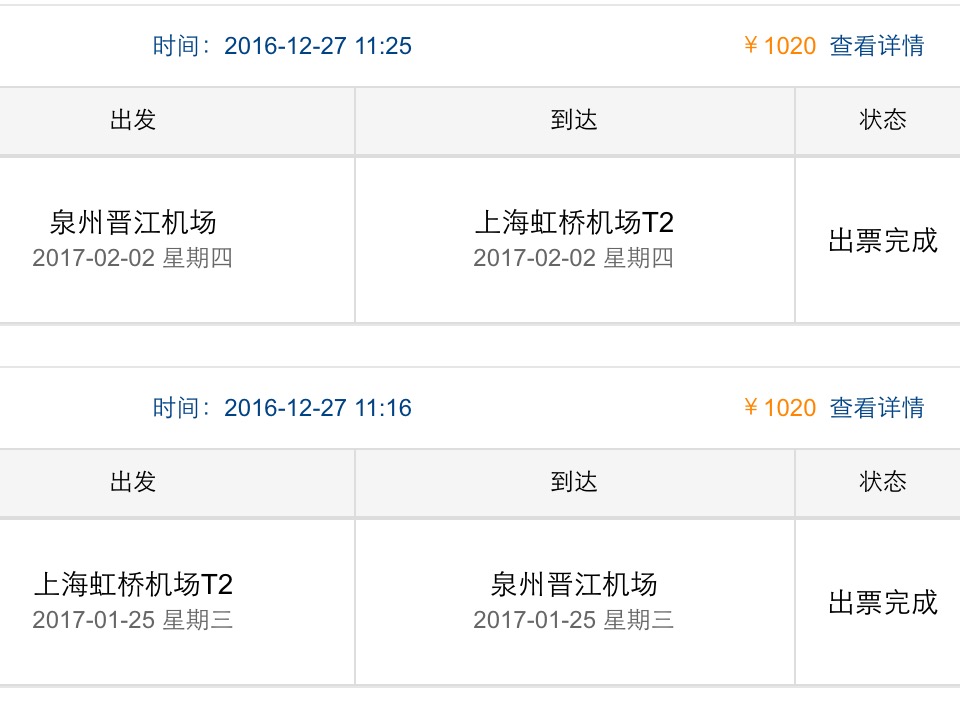 时间：2016-12-27 11:25 ￥1020 查看详情
出发 到达 状态
泉州晋江机场 上海虹桥机场T2 出票完成
2017-02-02 星期四 2017-02-02 星期四
时间：2016-12-27 11:16 ￥1020 查看详情
出发 到达 状态
上海虹桥机场T2 泉州晋江机场 出票完成
2017-01-25 星期三 2017-01-25 星期三